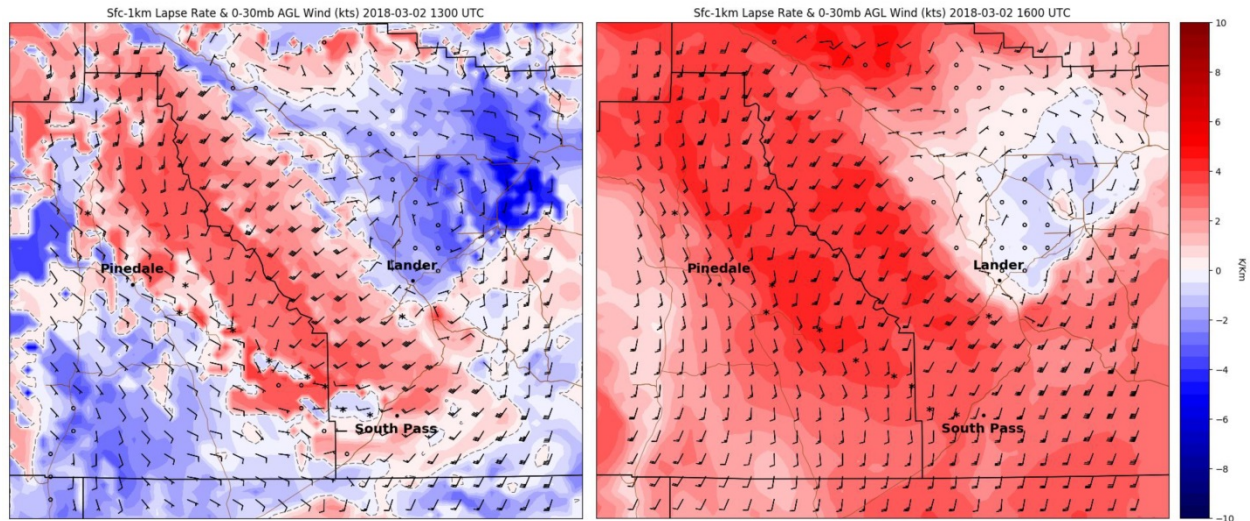 Sfc-1km Lapse Rate & 0-30mb AGL Wind (kts) 2018-03-02 1300 UTC
Pinedale
Lander
South Pass
Sfc-1km Lapse Rate & 0-30mb AGL Wind (kts) 2018-03-02 1600 UTC
Pinedale
Lander
South Pass
10
8
6
4
2
0
−2
−4
−6
−8
−10
K/Km